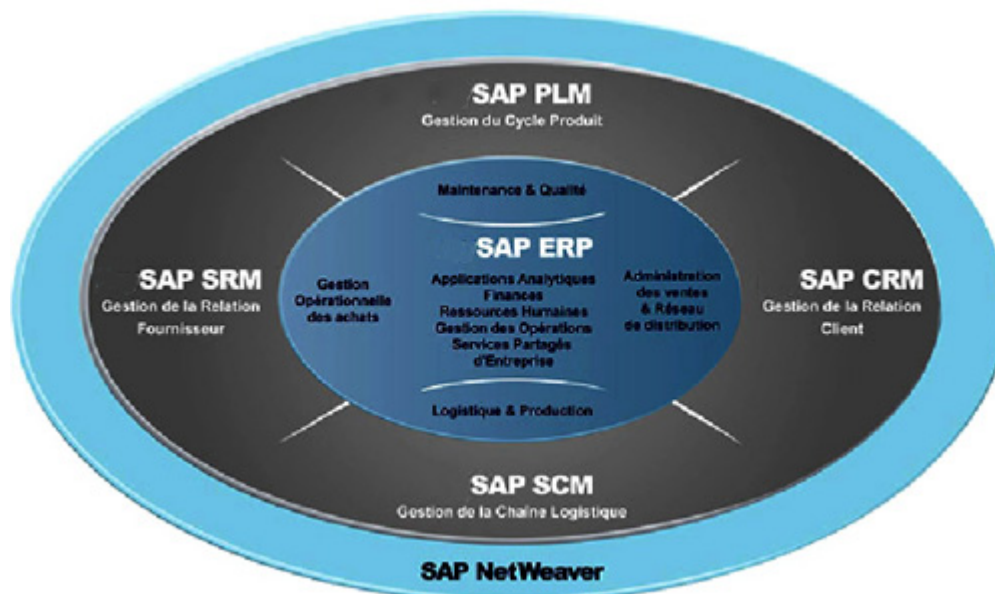 SAP PLM
Gestion du Cycle Produit
Maintenance & Qualité
SAP ERP
Applications Analytiques
Finances
Ressources Humaines
Gestion des Opérations
Services Partagés
d'Entreprise
SAP SRM
Gestion de la Relation
Fournisseur
Gestion
Opérationnelle
des achats
Administration
des ventes
& Réseau
de distribution
SAP CRM
Gestion de la Relation
Client
Logistique & Production
SAP SCM
Gestion de la Chaîne Logistique
SAP NetWeaver